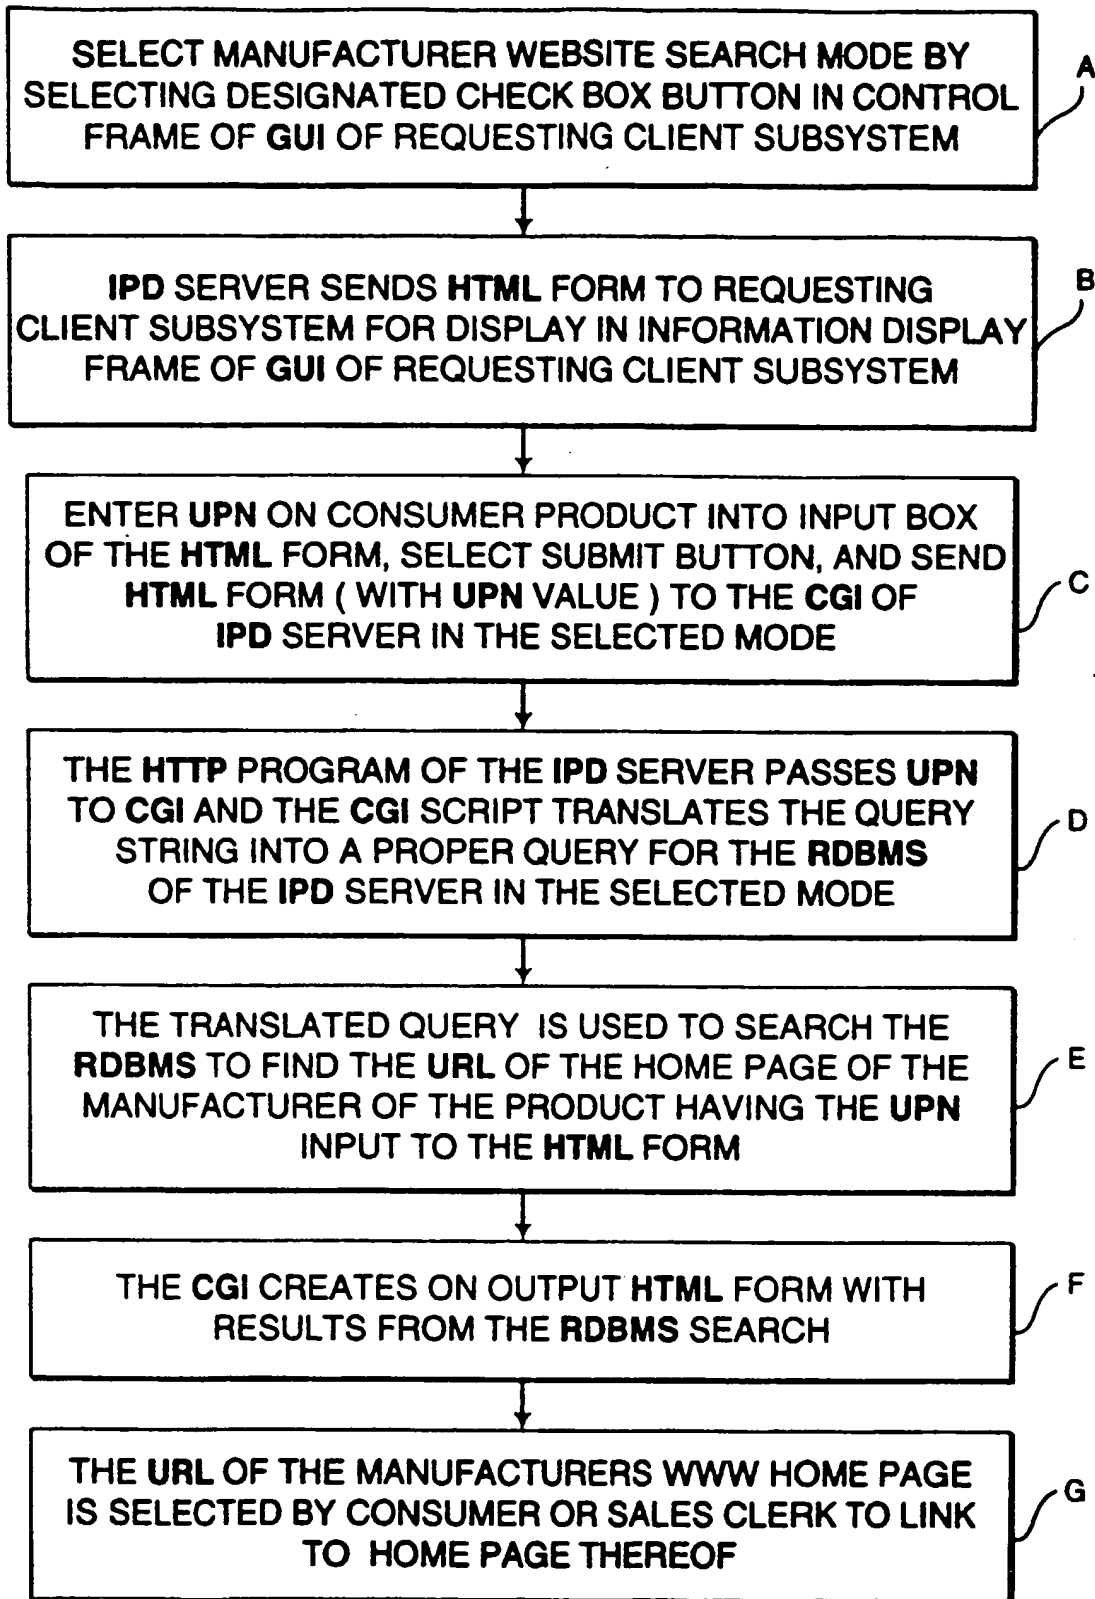 SELECT MANUFACTURER WEBSITE SEARCH MODE BY
SELECTING DESIGNATED CHECK BOX BUTTON IN CONTROL
FRAME OF GUI OF REQUESTING CLIENT SUBSYSTEM
A
IPD SERVER SENDS HTML FORM TO REQUESTING
CLIENT SUBSYSTEM FOR DISPLAY IN INFORMATION DISPLAY
FRAME OF GUI OF REQUESTING CLIENT SUBSYSTEM
B
ENTER UPN ON CONSUMER PRODUCT INTO INPUT BOX
OF THE HTML FORM, SELECT SUBMIT BUTTON, AND SEND
HTML FORM ( WITH UPN VALUE ) TO THE CGI OF
IPD SERVER IN THE SELECTED MODE
C
THE HTTP PROGRAM OF THE IPD SERVER PASSES UPN
TO CGI AND THE CGI SCRIPT TRANSLATES THE QUERY
STRING INTO A PROPER QUERY FOR THE RDBMS
OF THE IPD SERVER IN THE SELECTED MODE
D
THE TRANSLATED QUERY IS USED TO SEARCH THE
RDBMS TO FIND THE URL OF THE HOME PAGE OF THE
MANUFACTURER OF THE PRODUCT HAVING THE UPN
INPUT TO THE HTML FORM
E
THE CGI CREATES ON OUTPUT HTML FORM WITH
RESULTS FROM THE RDBMS SEARCH
F
THE URL OF THE MANUFACTURERS WWW HOME PAGE
IS SELECTED BY CONSUMER OR SALES CLERK TO LINK
TO HOME PAGE THEREOF
G